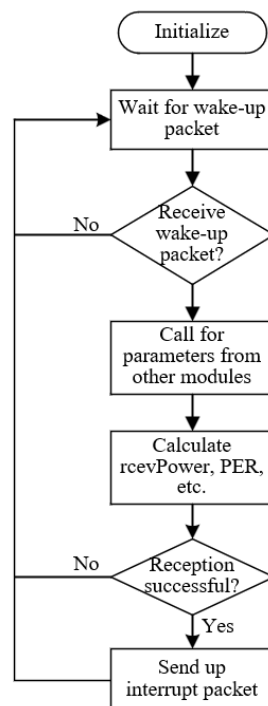 Initialize
Wait for wake-up
packet
No
Receive
wake-up
packet?
Call for
parameters from
other modules
Calculate
rcevPower, PER,
etc.
No
Reception
successful?
Yes
Send up
interrupt packet